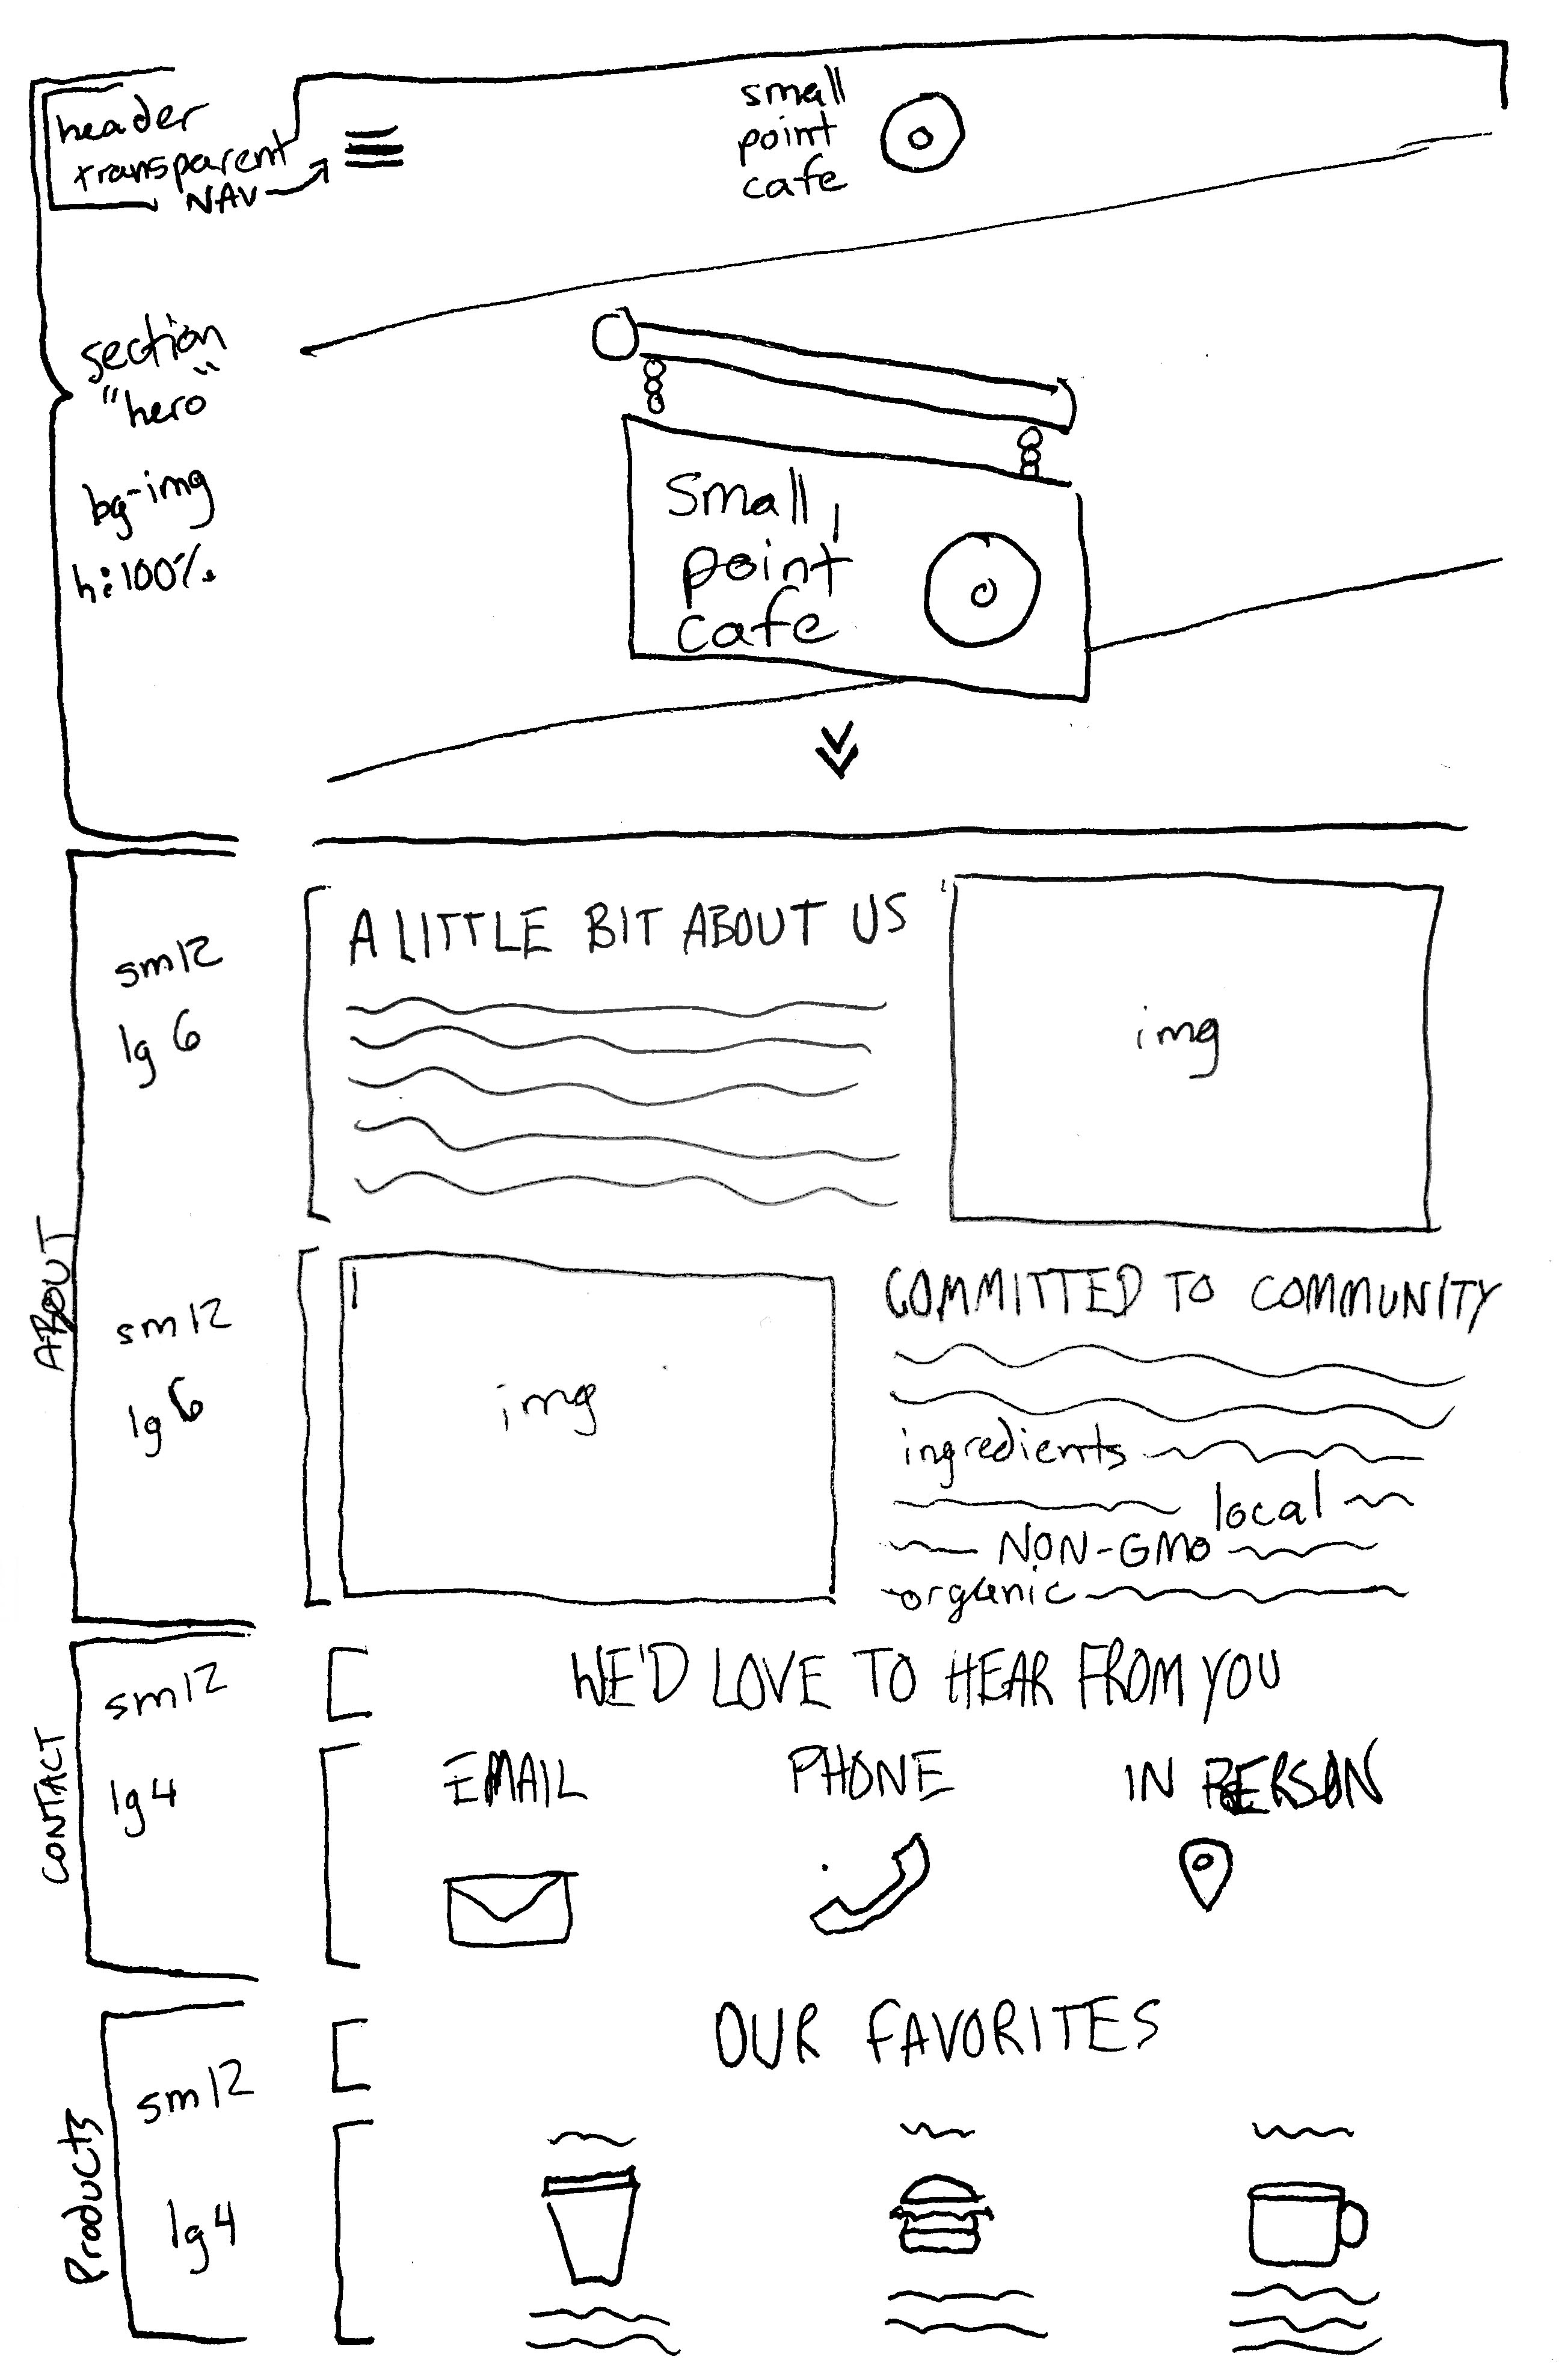 header
transparent
NAV
small
point
cafe
section
"hero"
bg-img
h:100%
Small
point
cafe
ABOUT
sm12
lg 6
A LITTLE BIT ABOUT US
img
sm12
lg 6
img
COMMITTED TO COMMUNITY
ingredients
local
NON-GMO
organic
CONTACT
sm12
lg4
WE'D LOVE TO HEAR FROM YOU
EMAIL
PHONE
IN PERSON
Products
sm12
lg4
OUR FAVORITES